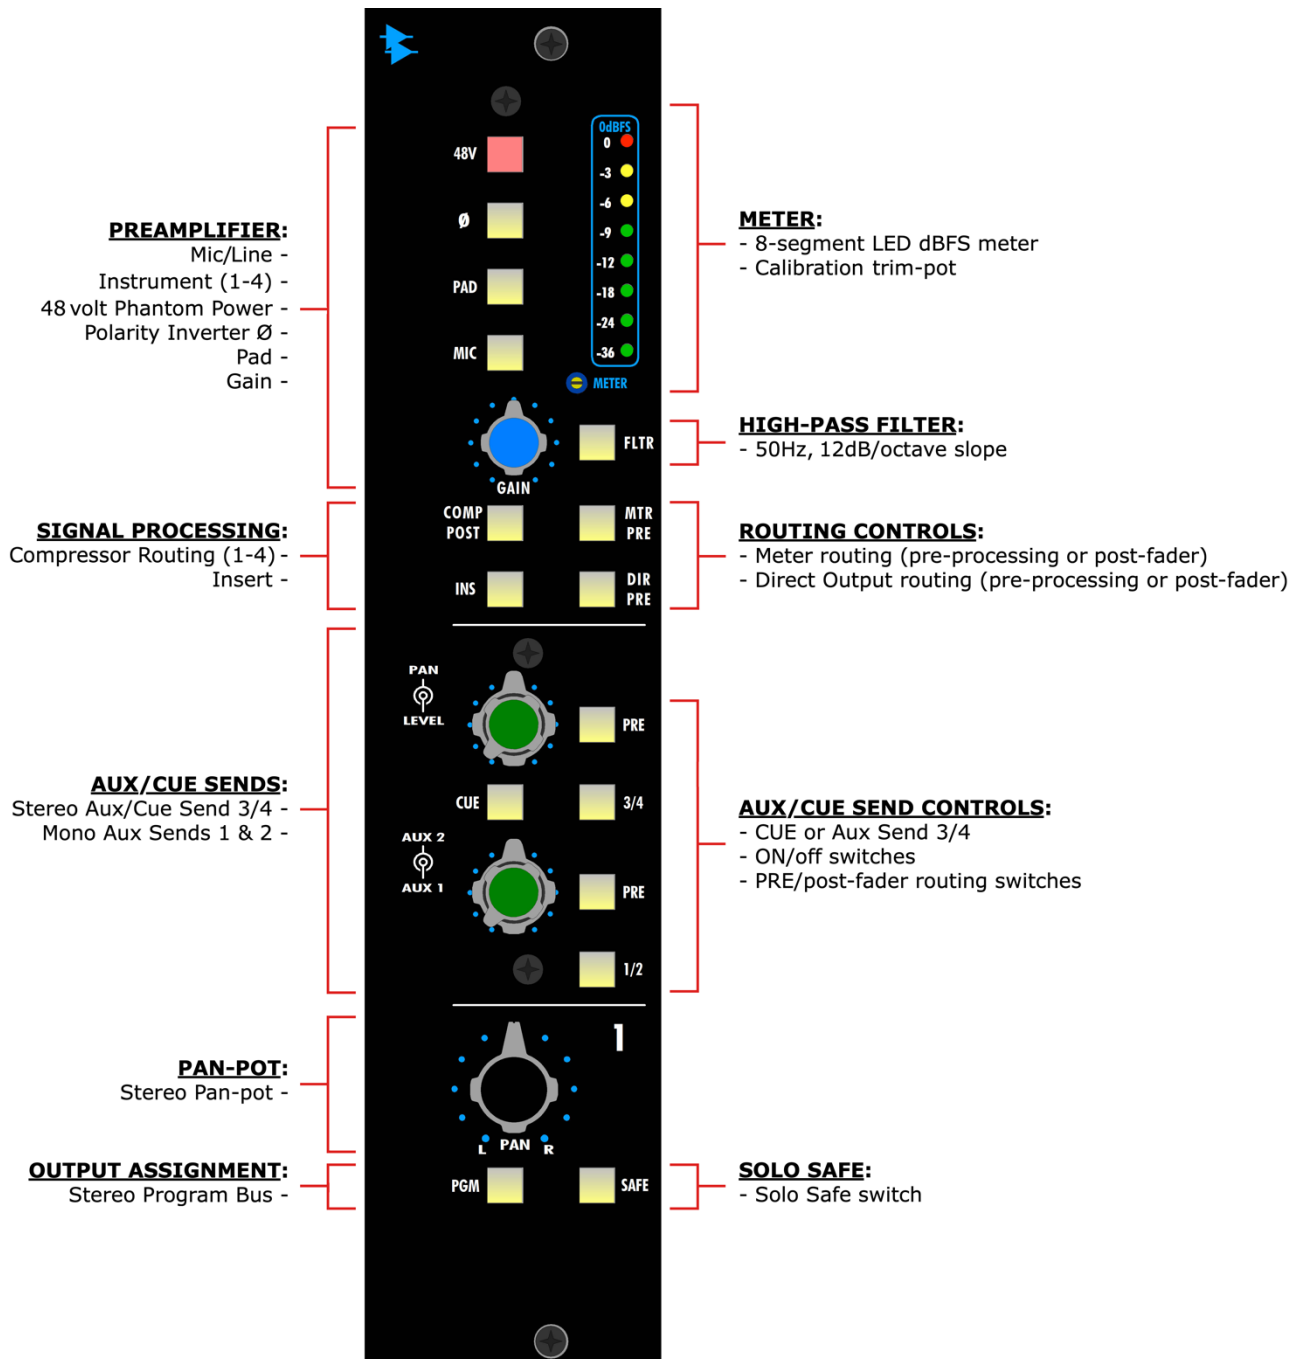 PREAMPLIFIER:
Mic/Line -
Instrument (1-4) -
48 volt Phantom Power -
Polarity Inverter Ø -
Pad -
Gain -
SIGNAL PROCESSING:
Compressor Routing (1-4) -
Insert -
AUX/CUE SENDS:
Stereo Aux/Cue Send 3/4 -
Mono Aux Sends 1 & 2 -
PAN-POT:
Stereo Pan-pot -
OUTPUT ASSIGNMENT:
Stereo Program Bus -
48V
Ø
PAD
MIC
0dBFS
0
-3
-6
-9
-12
-18
-24
-36
METER
GAIN
FLTR
COMP
POST
MTR
PRE
INS
DIR
PRE
PAN
LEVEL
PRE
CUE
3/4
AUX 2
AUX 1
PRE
1/2
1
L PAN R
PGM
SAFE
METER:
- 8-segment LED dBFS meter
- Calibration trim-pot
HIGH-PASS FILTER:
- 50Hz, 12dB/octave slope
ROUTING CONTROLS:
- Meter routing (pre-processing or post-fader)
- Direct Output routing (pre-processing or post-fader)
AUX/CUE SEND CONTROLS:
- CUE or Aux Send 3/4
- ON/off switches
- PRE/post-fader routing switches
SOLO SAFE:
- Solo Safe switch